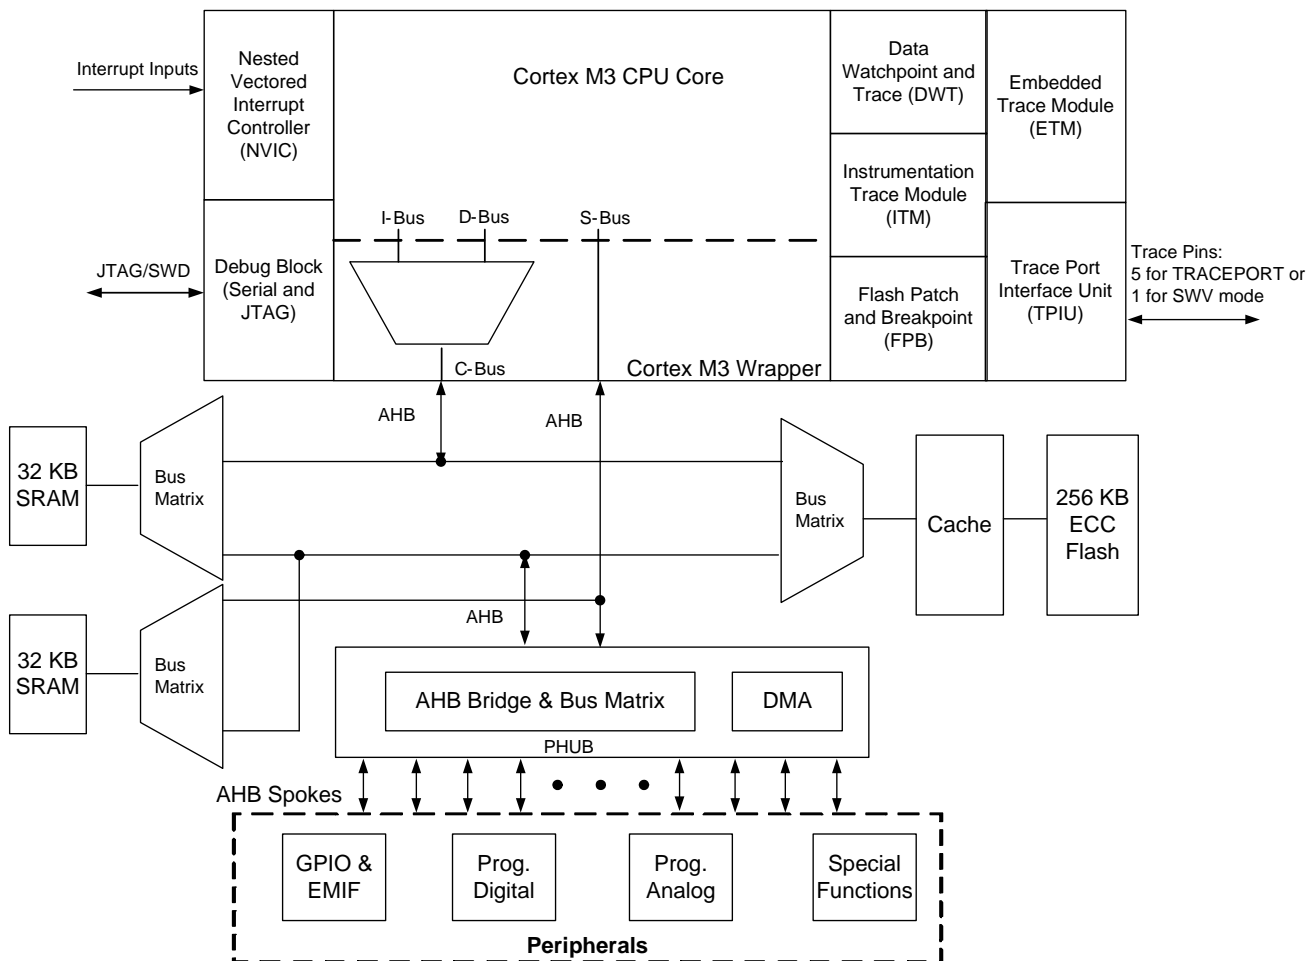 Interrupt Inputs
Nested
Vectored
Interrupt
Controller
(NVIC)
Cortex M3 CPU Core
Data
Watchpoint and
Trace (DWT)
Embedded
Trace Module
(ETM)
Instrumentation
Trace Module
(ITM)
I-Bus
D-Bus
S-Bus
JTAG/SWD
Debug Block
(Serial and
JTAG)
Flash Patch
and Breakpoint
(FPB)
Trace Port
Interface Unit
(TPIU)
Trace Pins:
5 for TRACEPORT or
1 for SWV mode
C-Bus
Cortex M3 Wrapper
AHB
AHB
32 KB
SRAM
Bus
Matrix
Bus
Matrix
Cache
256 KB
ECC
Flash
AHB
32 KB
SRAM
Bus
Matrix
AHB Bridge & Bus Matrix
DMA
PHUB
AHB Spokes
GPIO &
EMIF
Prog.
Digital
Prog.
Analog
Special
Functions
Peripherals